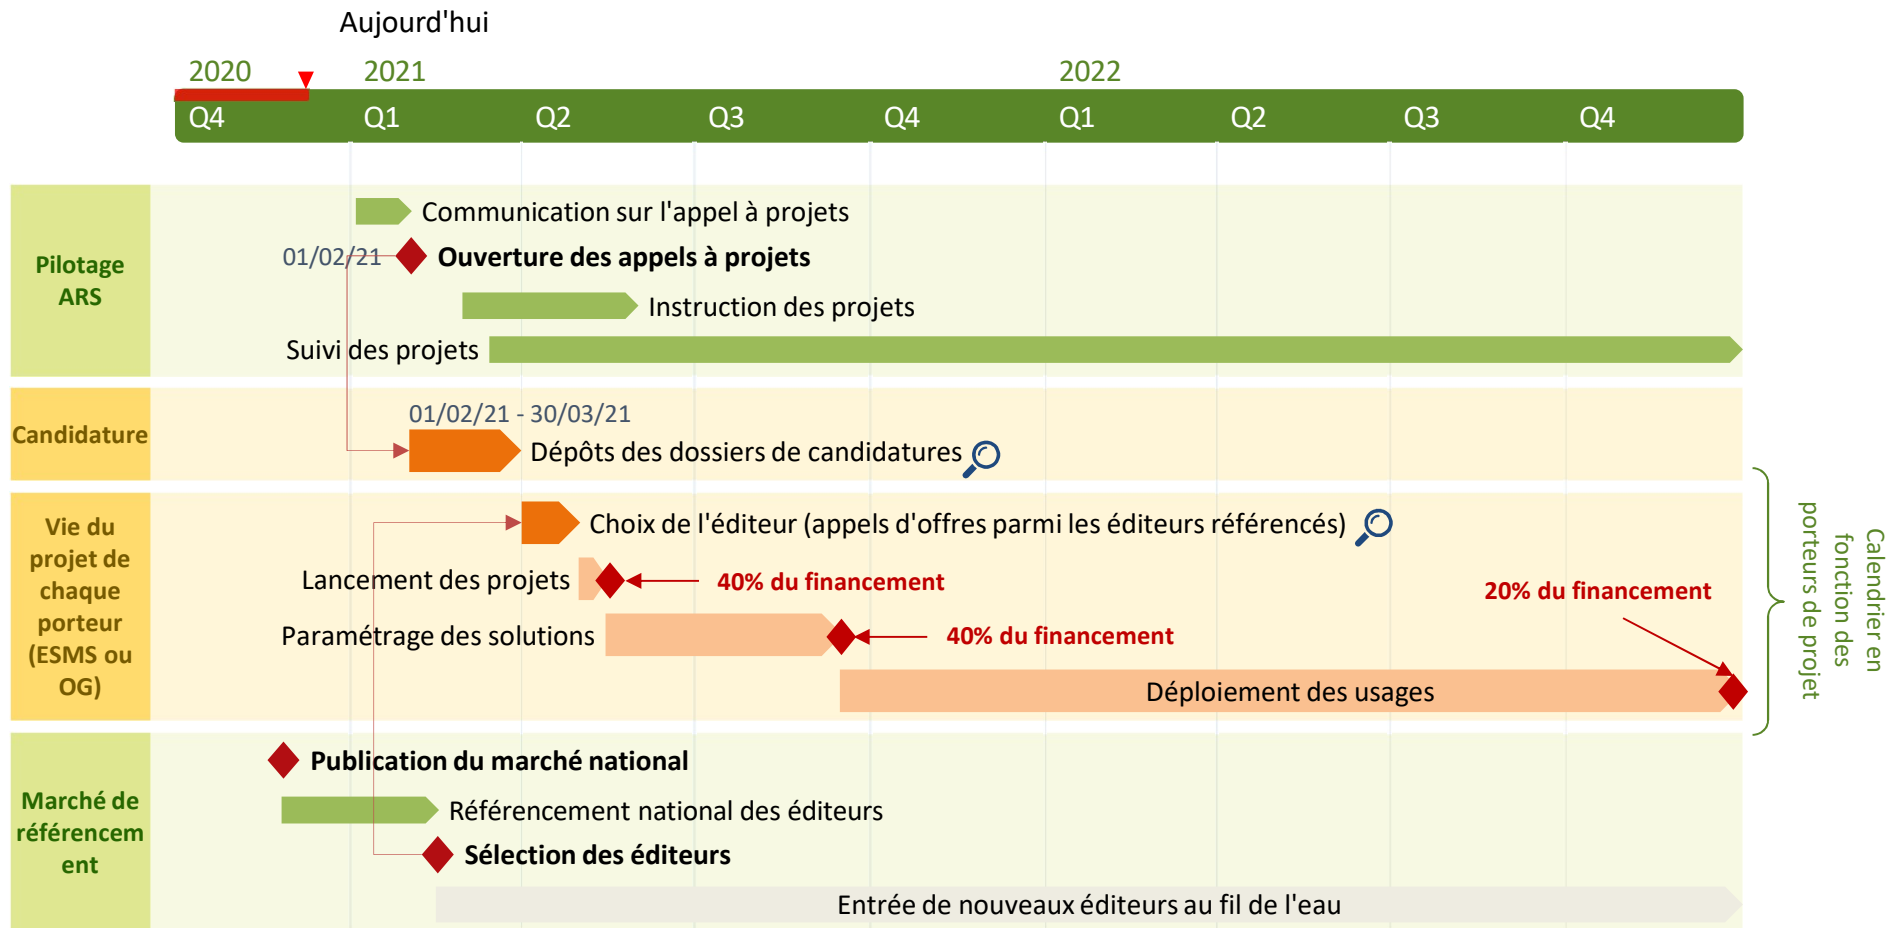 Aujourd'hui
2020
2021
2022
Q4
Q1
Q2
Q3
Q4
Q1
Q2
Q3
Q4
Pilotage
ARS
Communication sur l'appel à projets
01/02/21
Ouverture des appels à projets
Instruction des projets
Suivi des projets
Candidature
01/02/21 - 30/03/21
Dépôts des dossiers de candidatures
Vie du
projet de
chaque
porteur
(ESMS ou
OG)
Choix de l'éditeur (appels d'offres parmi les éditeurs référencés)
Lancement des projets
40% du financement
20% du financement
Paramétrage des solutions
40% du financement
Déploiement des usages
Calendrier en
fonction des
porteurs de projet
Marché de
référencem
ent
Publication du marché national
Référencement national des éditeurs
Sélection des éditeurs
Entrée de nouveaux éditeurs au fil de l'eau